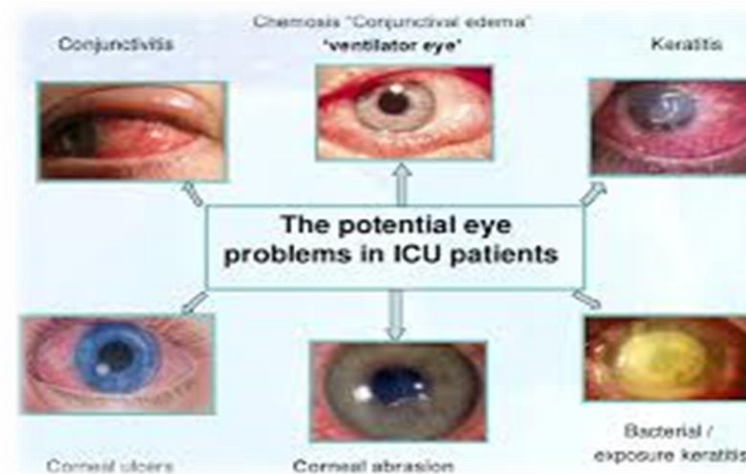 Chemosis "Conjunctival edema"
Conjunctivitis
"ventilator eye"
Keratitis
The potential eye
problems in ICU patients
Corneal ulcers
Corneal abrasion
Bacterial /
exposure keratitis